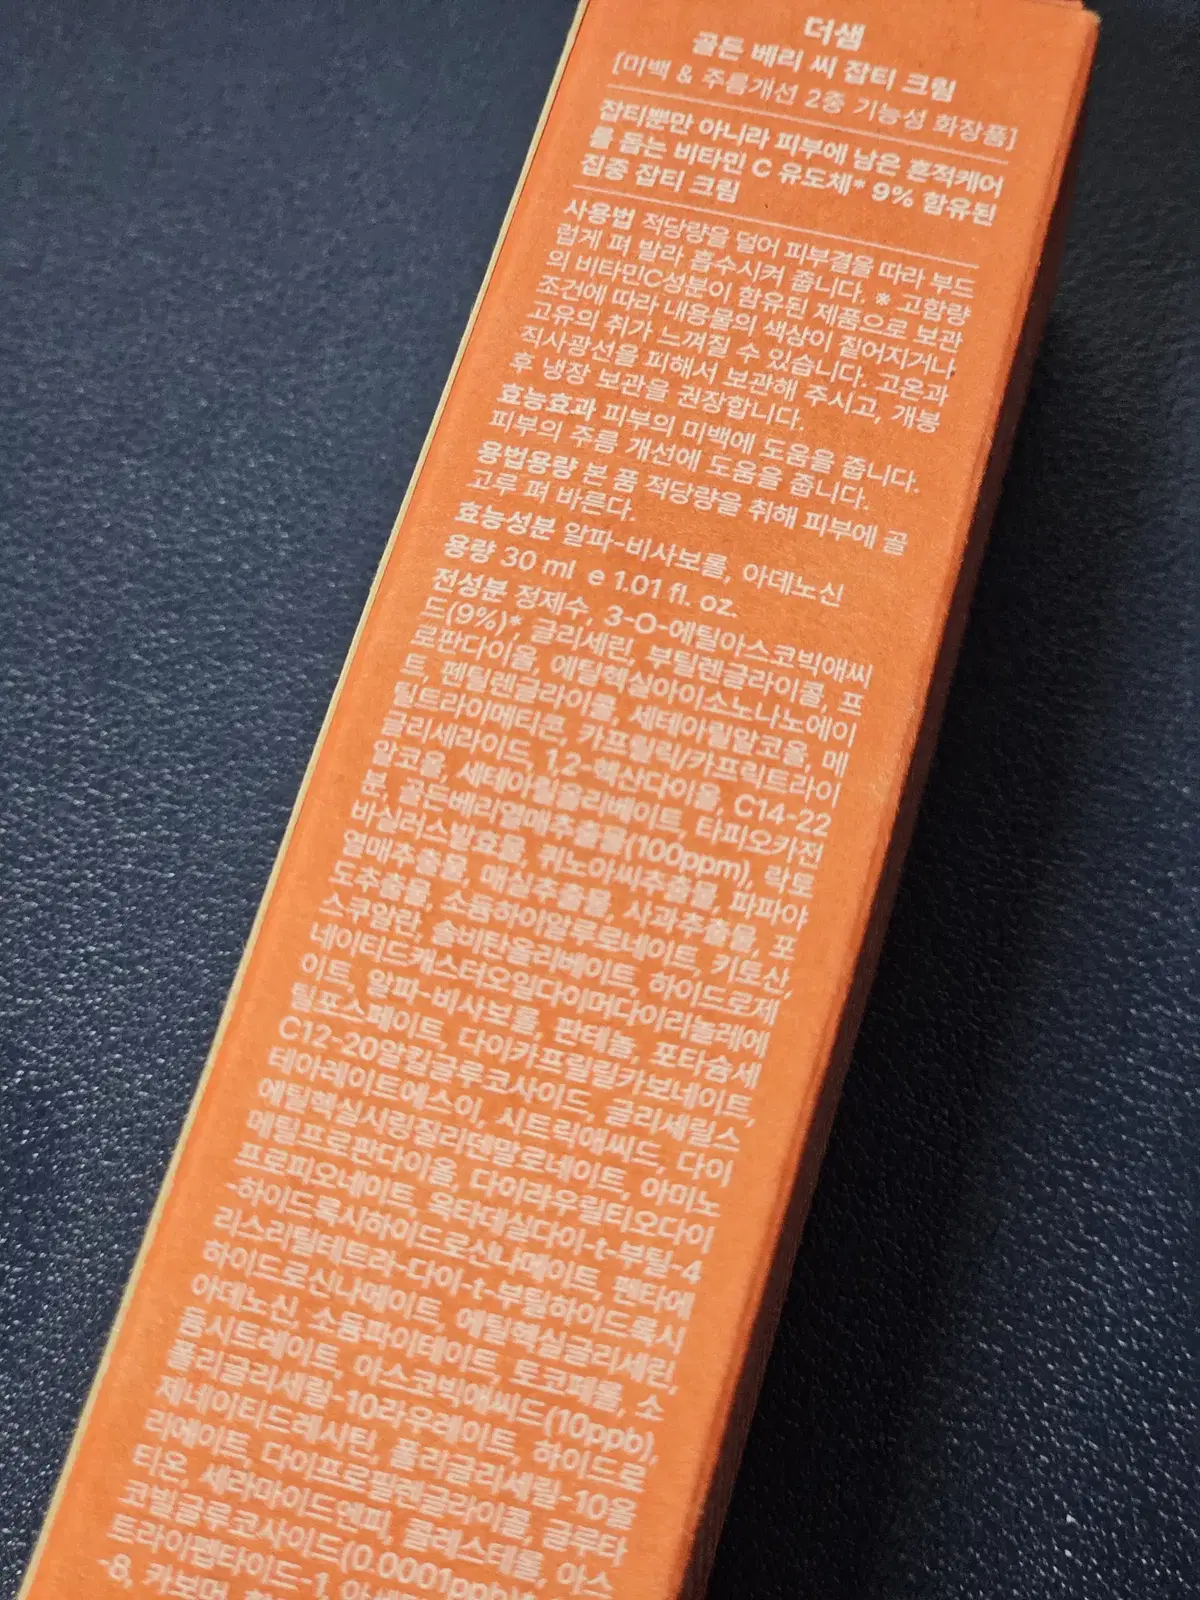 더샘
골든 베리 씨 잡티 크림
[미백 & 주름개선 2중 기능성 화장품]
잡티뿐만 아니라 피부에 남은 흔적케어
를 돕는 비타민 C 유도체* 9% 함유된
집중 잡티 크림
사용법 적당량을 덜어 피부결을 따라 부드
럽게 펴 발라 흡수시켜 줍니다. * 고함량
의 비타민C성분이 함유된 제품으로 보관
조건에 따라 내용물의 색상이 짙어지거나
고유의 취가 느껴질 수 있습니다. 고온과
직사광선을 피해서 보관해 주시고, 개봉
후 냉장 보관을 권장합니다.
효능효과 피부의 미백에 도움을 줍니다.
피부의 주름 개선에 도움을 줍니다.
용법용량 본 품 적당량을 취해 피부에 골
고루 펴 바른다.
효능성분 알파-비사보롤, 아데노신
용량 30 ml e 1.01 fl. oz.
전성분 정제수, 3-O-에틸아스코빅애씨
드(9%)*, 글리세린, 부틸렌글라이콜, 프
로판다이올, 에틸헥실아이소노나노에이
트, 펜틸렌글라이콜, 세테아릴알코올, 메
틸트라이메티콘, 카프릴릭/카프릭트라이
글리세라이드, 1,2-헥산다이올, C14-22
알코올, 세테아릴올리베이트, 타피오카전
분, 골든베리열매추출물(100ppm), 락토
바실러스발효물, 퀴노아씨추출물, 파파야
열매추출물, 매실추출물, 사과추출물, 포
도추출물, 소듐하이알루로네이트, 키토산,
스쿠알란, 솔비탄올리베이트, 하이드로제
네이티드캐스터오일다이머다이리놀레에
이트, 알파-비사보롤, 판테놀, 포타슘세
틸포스페이트, 다이카프릴릴카보네이트,
C12-20알킬글루코사이드, 글리세릴스
테아레이트에스이, 시트릭애씨드, 다이
에틸헥실시링질리덴말로네이트, 아미노
메틸프로판다이올, 다이라우릴티오다이
프로피오네이트, 옥타데실다이-t-부틸-4
-하이드록시하이드로신나메이트, 펜타에
리스리틸테트라-다이-t-부틸하이드록시
하이드로신나메이트, 에틸헥실글리세린,
아데노신, 소듐파이테이트, 토코페롤, 소
듐시트레이트, 아스코빅애씨드(10ppb),
폴리글리세릴-10라우레이트, 하이드로
제네이티드레시틴, 폴리글리세릴-10올
리에이트, 다이프로필렌글라이콜, 글루타
티온, 세라마이드엔피, 콜레스테롤, 아스
코빌글루코사이드(0.0001ppb)
트라이펩타이드-1,
-8, 카보머,